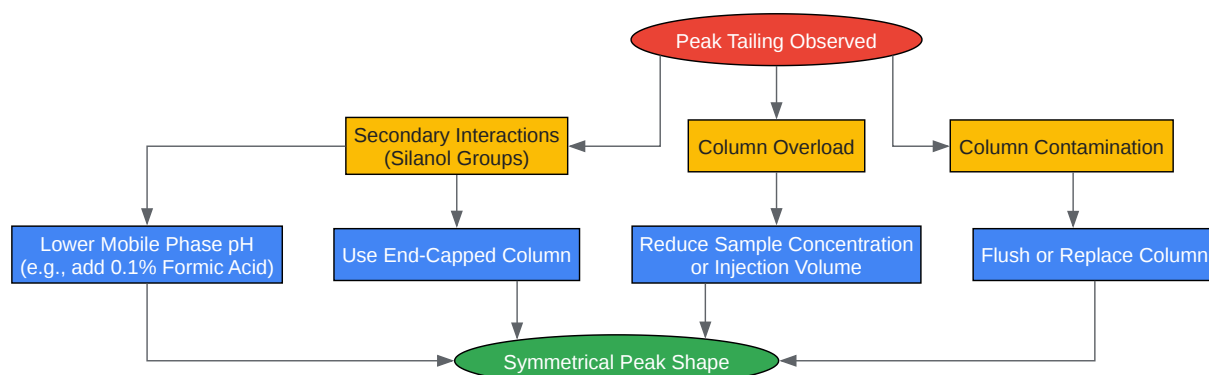 Peak Tailing Observed
Secondary Interactions
(Silanol Groups)
Column Overload
Column Contamination
Lower Mobile Phase pH
(e.g., add 0.1% Formic Acid)
Use End-Capped Column
Reduce Sample Concentration
or Injection Volume
Flush or Replace Column
Symmetrical Peak Shape